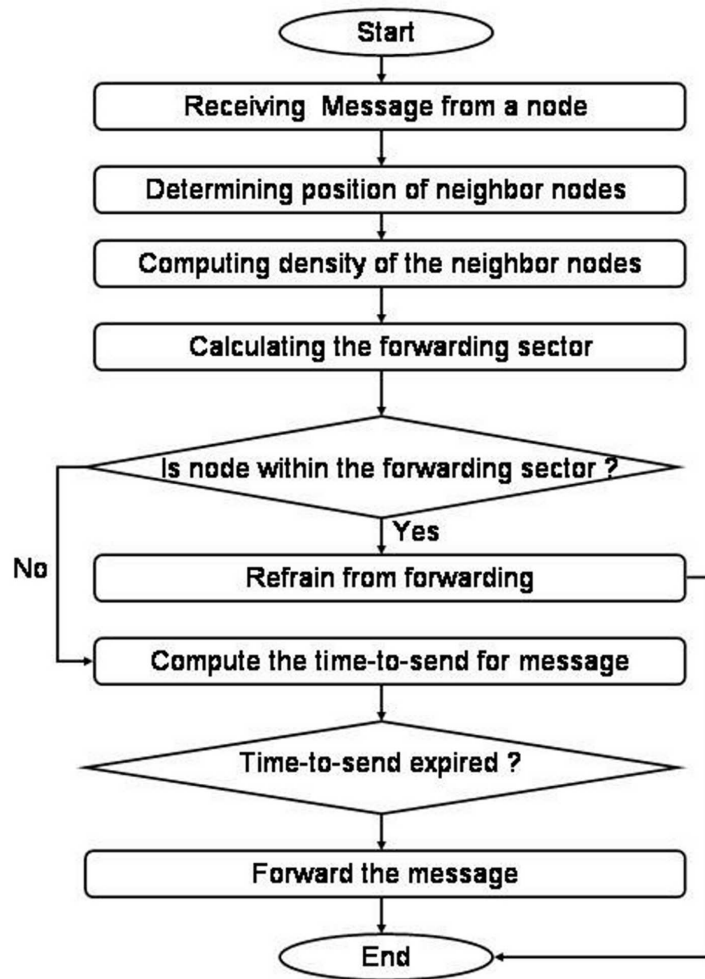 Start
Receiving Message from a node
Determining position of neighbor nodes
Computing density of the neighbor nodes
Calculating the forwarding sector
Is node within the forwarding sector ?
Yes
No
Refrain from forwarding
Compute the time-to-send for message
Time-to-send expired ?
Forward the message
End